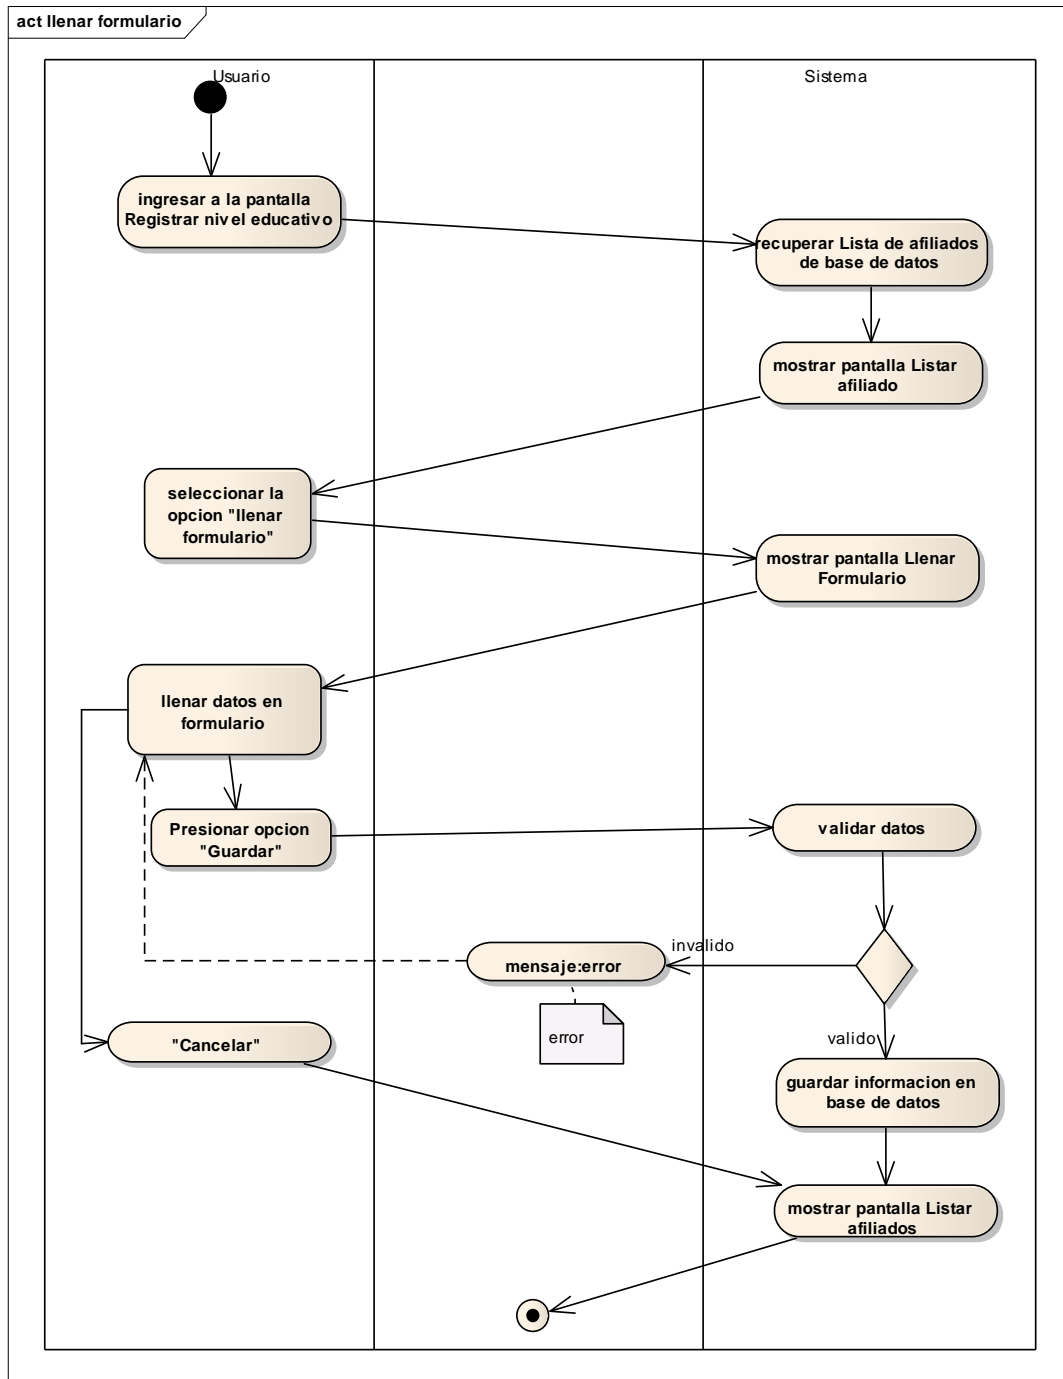 act llenar formulario
Usuario
Sistema
ingresar a la pantalla
Registrar nivel educativo
recuperar Lista de afiliados
de base de datos
mostrar pantalla Listar
afiliado
seleccionar la
opcion "llenar
formulario"
mostrar pantalla Llenar
Formulario
llenar datos en
formulario
Presionar opcion
"Guardar"
validar datos
invalido
mensaje:error
error
valido
"Cancelar"
guardar informacion en
base de datos
mostrar pantalla Listar
afiliados